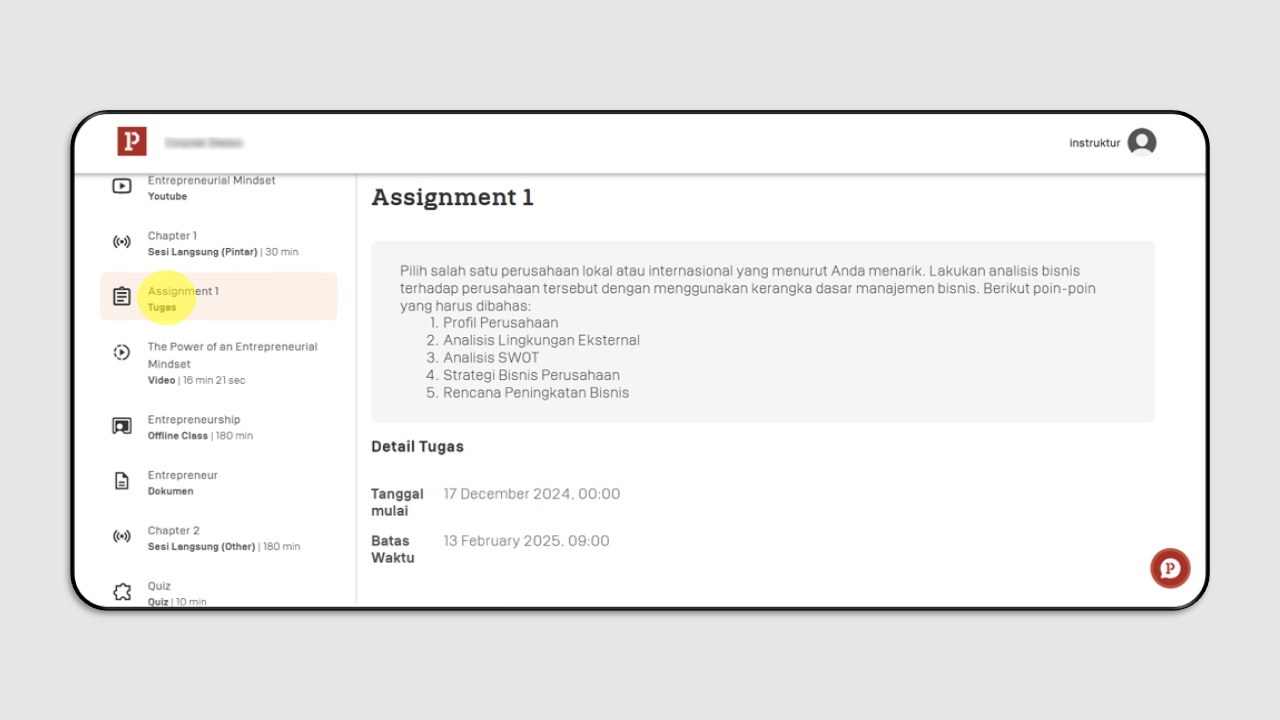 P
instruktur
Entrepreneurial Mindset
Youtube
Chapter 1
Sesi Langsung (Pintar) | 30 min
Assignment 1
Tugas
The Power of an Entrepreneurial
Mindset
Video | 16 min 21 sec
Entrepreneurship
Offline Class | 180 min
Entrepreneur
Dokumen
Chapter 2
Sesi Langsung (Other) | 180 min
Quiz
Quiz | 10 min
Assignment 1
Pilih salah satu perusahaan lokal atau internasional yang menurut Anda menarik. Lakukan analisis bisnis
terhadap perusahaan tersebut dengan menggunakan kerangka dasar manajemen bisnis. Berikut poin-poin
yang harus dibahas:
1. Profil Perusahaan
2. Analisis Lingkungan Eksternal
3. Analisis SWOT
4. Strategi Bisnis Perusahaan
5. Rencana Peningkatan Bisnis
Detail Tugas
Tanggal mulai 17 December 2024, 00:00
Batas Waktu 13 February 2025, 09:00
P